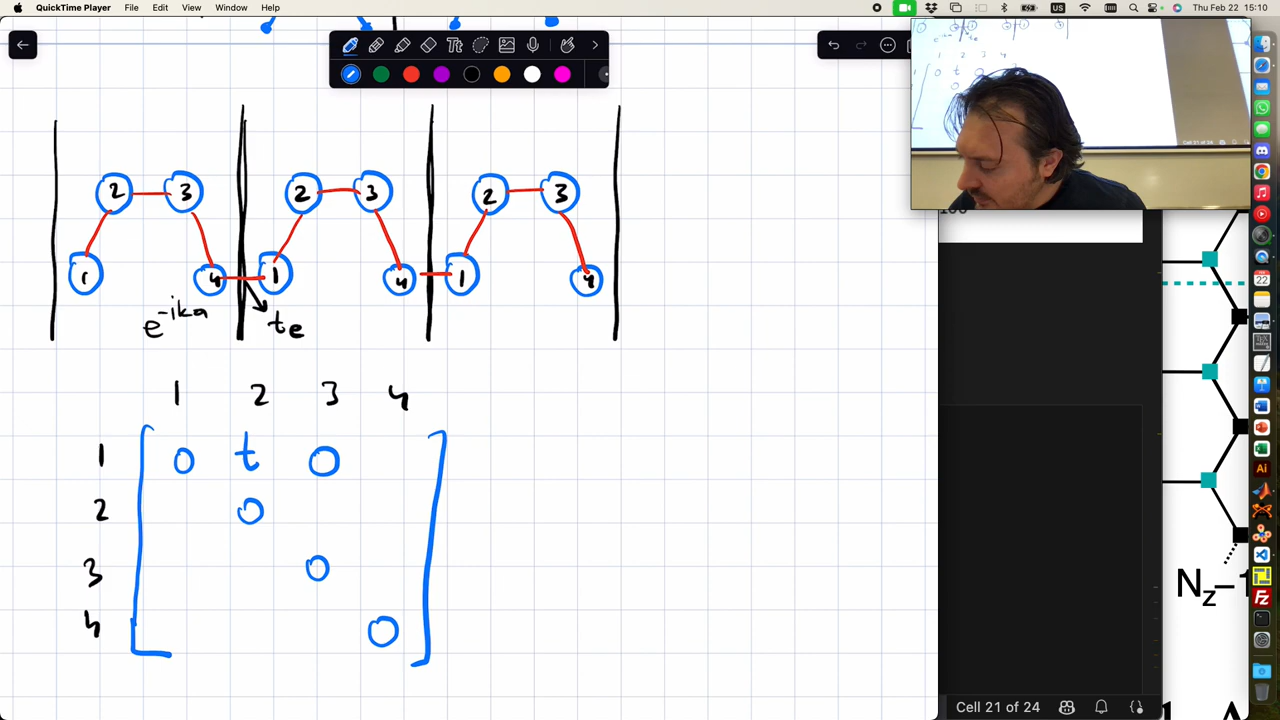 QuickTime Player File Edit View Window Help US Thu Feb 22 15:10
2 3 2 3 2 3
1 4 1 4 1 4
e^-ika te
1 2 3 4
1 0 t 0
2 0
3 0
4 0
N_z-1
Cell 21 of 24